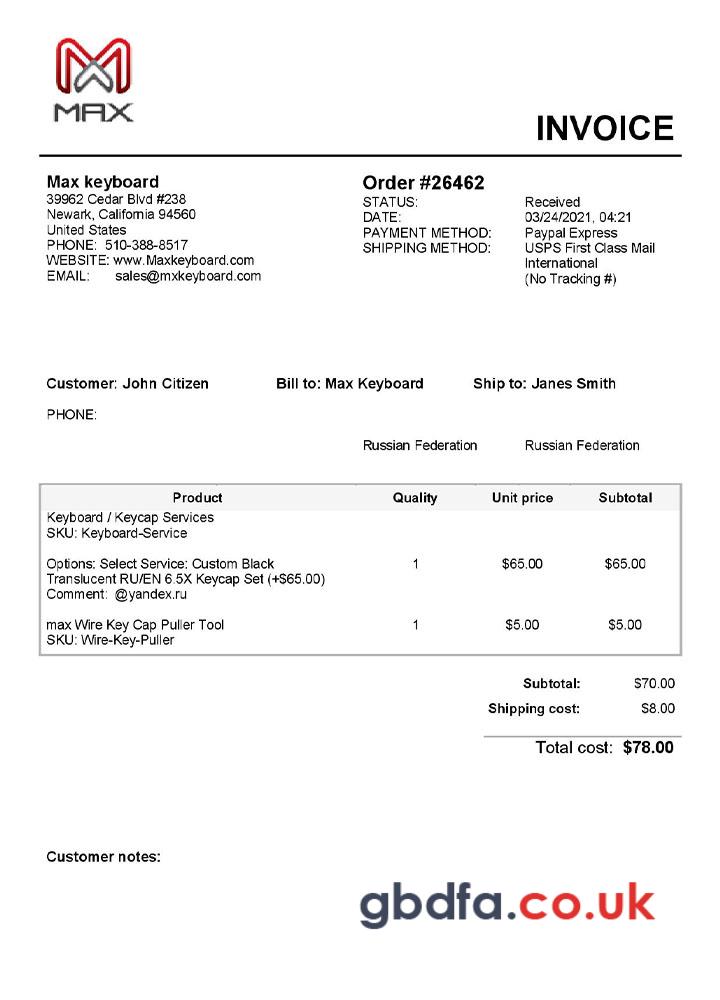 MAX
INVOICE
Max keyboard
39962 Cedar Blvd #238
Newark, California 94560
United States
PHONE: 510-388-8517
WEBSITE: www.Maxkeyboard.com
EMAIL: sales@mxkeyboard.com
Order #26462
STATUS: Received
DATE: 03/24/2021, 04:21
PAYMENT METHOD: Paypal Express
SHIPPING METHOD: USPS First Class Mail
International
(No Tracking #)
Customer: John Citizen Bill to: Max Keyboard Ship to: Janes Smith
PHONE:
Russian Federation Russian Federation
Product Quality Unit price Subtotal
Keyboard / Keycap Services
SKU: Keyboard-Service
Options: Select Service: Custom Black 1 $65.00 $65.00
Translucent RU/EN 6.5X Keycap Set (+$65.00)
Comment: @yandex.ru
max Wire Key Cap Puller Tool 1 $5.00 $5.00
SKU: Wire-Key-Puller
Subtotal: $70.00
Shipping cost: $8.00
Total cost: $78.00
Customer notes:
gbdfa.co.uk